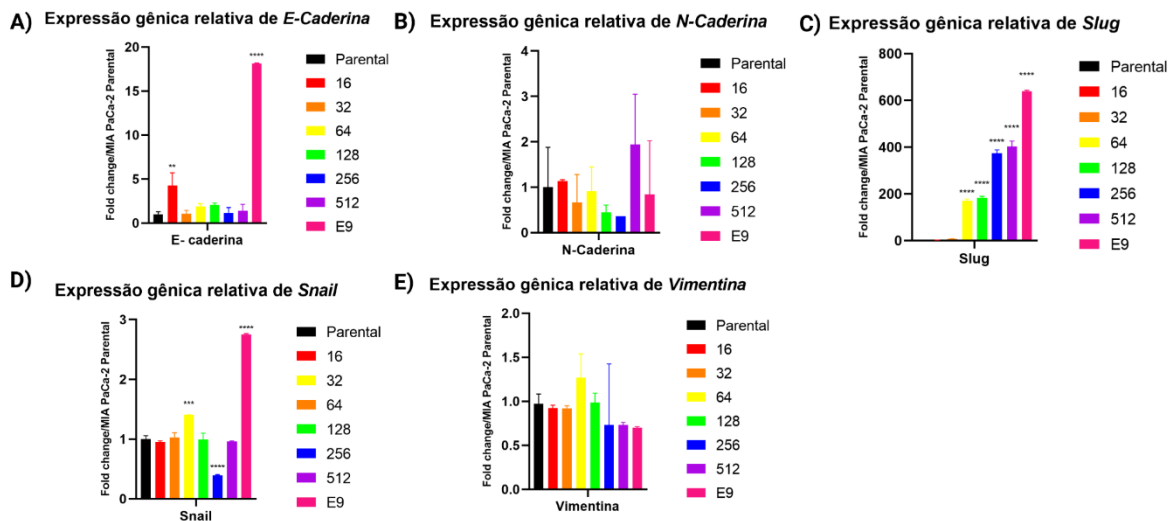 A) Expressão gênica relativa de E-Caderina
Fold change/MIA PaCa-2 Parental
20
15
10
5
0
**
****
E- caderina
Parental
16
32
64
128
256
512
E9
B) Expressão gênica relativa de N-Caderina
Fold change/MIA PaCa-2 Parental
4
3
2
1
0
N-Caderina
Parental
16
32
64
128
256
512
E9
C) Expressão gênica relativa de Slug
Fold change/MIA PaCa-2 Parental
800
600
400
200
0
****
****
****
****
****
Slug
Parental
16
32
64
128
256
512
E9
D) Expressão gênica relativa de Snail
Fold change/MIA PaCa-2 Parental
3
2
1
0
***
****
****
Snail
Parental
16
32
64
128
256
512
E9
E) Expressão gênica relativa de Vimentina
Fold change/MIA PaCa-2 Parental
2.0
1.5
1.0
0.5
0.0
Vimentina
Parental
16
32
64
128
256
512
E9